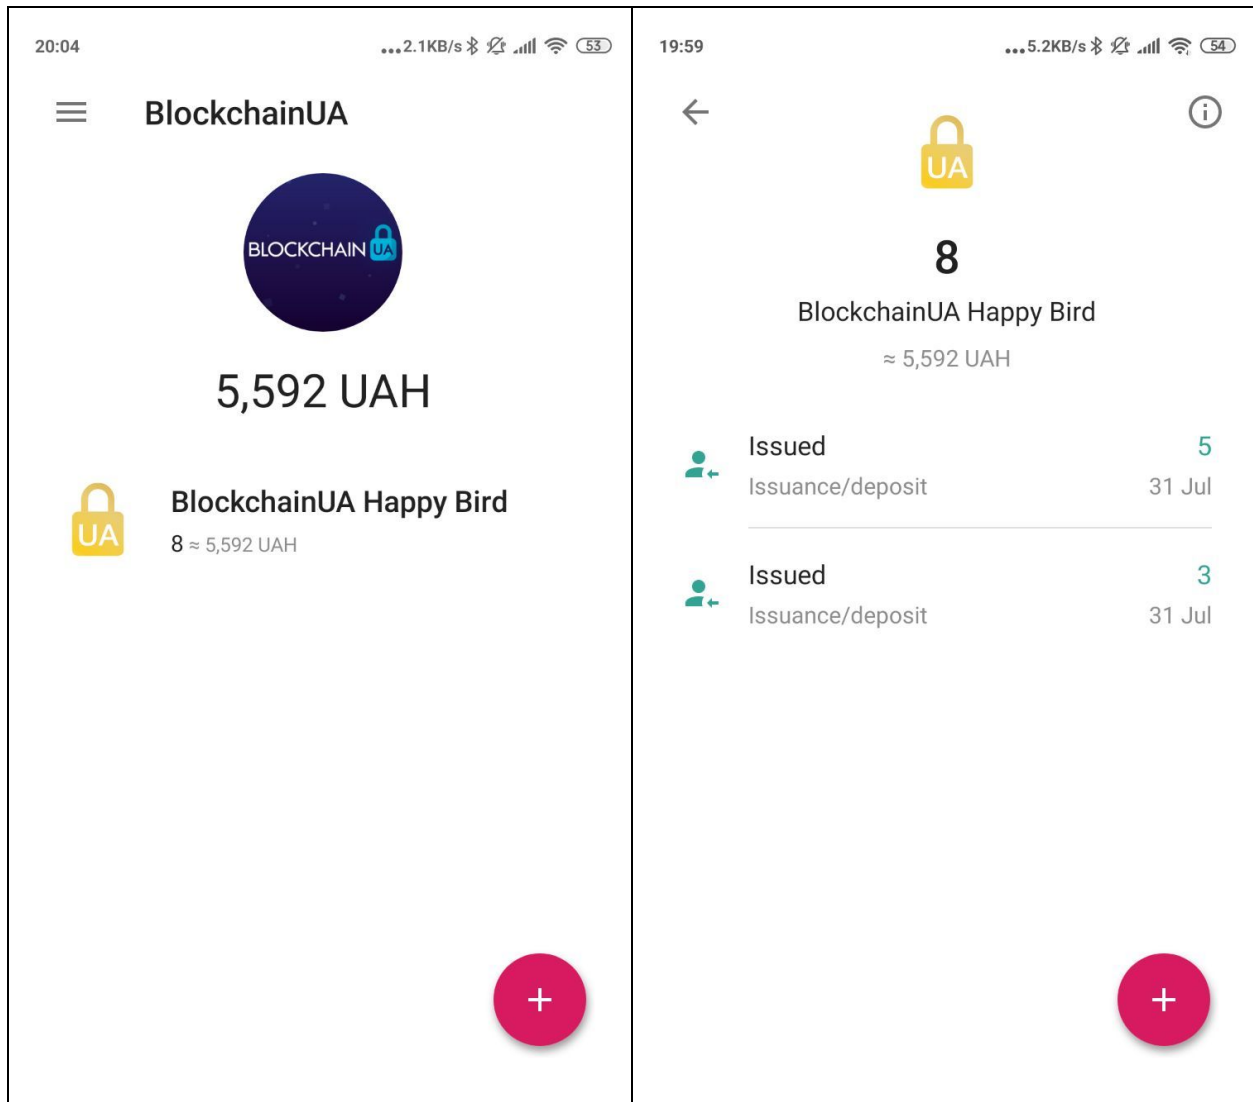 20:04
...2.1KB/s 53
BlockchainUA
BLOCKCHAIN UA
5,592 UAH
UA
BlockchainUA Happy Bird
8 ≈ 5,592 UAH
+
19:59
...5.2KB/s 54
UA
8
BlockchainUA Happy Bird
≈ 5,592 UAH
Issued 5
Issuance/deposit 31 Jul
Issued 3
Issuance/deposit 31 Jul
+